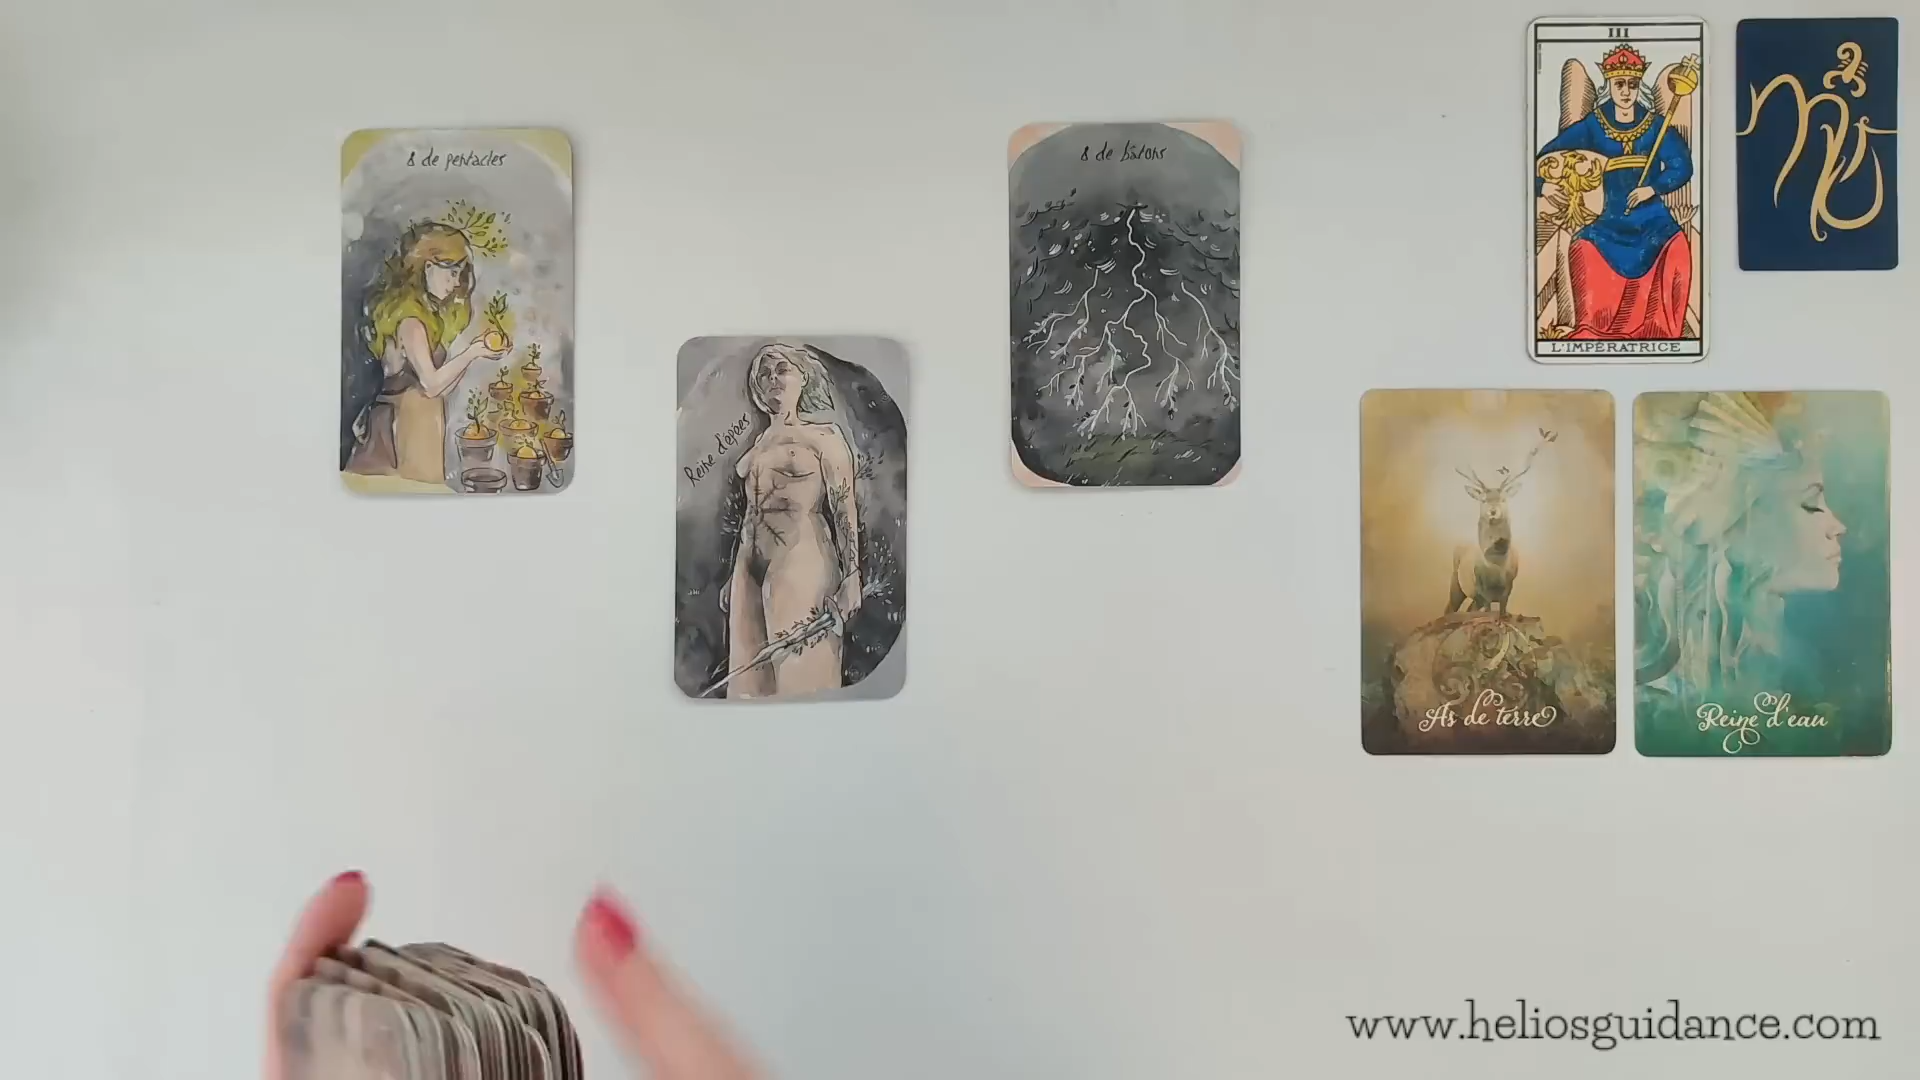 8 de pentacles
Reine d'épées
8 de bâtons
III
L'IMPÉRATRICE
As de terre
Reine d'eau
www.heliosguidance.com